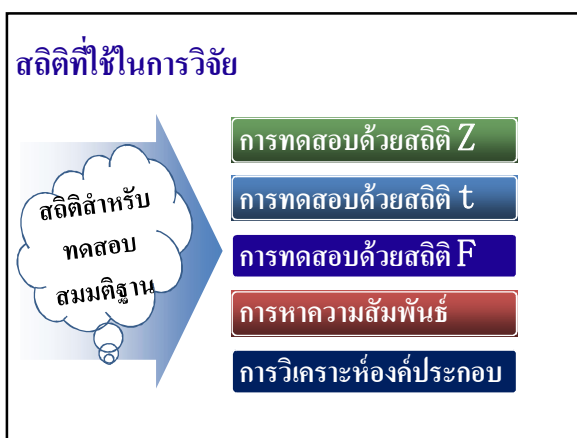 สถิติที่ใช้ในการวิจัย
สถิติสำหรับ
ทดสอบ
สมมติฐาน
การทดสอบด้วยสถิติ Z
การทดสอบด้วยสถิติ t
การทดสอบด้วยสถิติ F
การหาความสัมพันธ์
การวิเคราะห์องค์ประกอบ